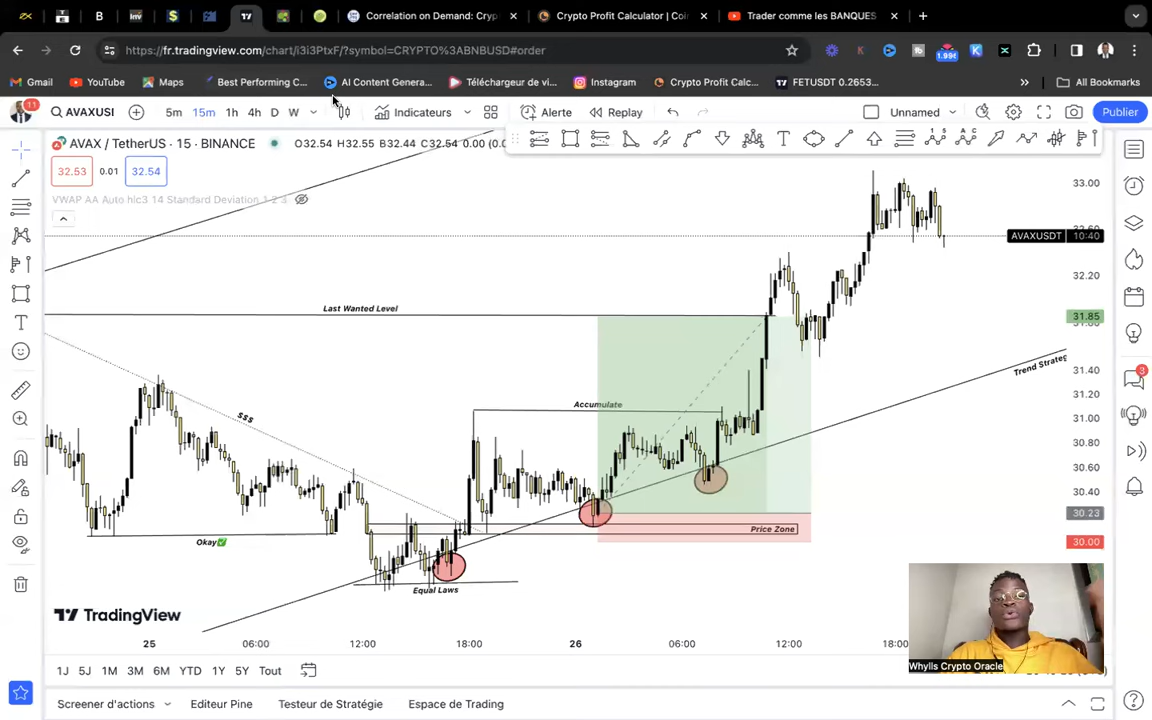 Correlation on Demand: Cryp
Crypto Profit Calculator | Coi
Trader comme les BANQUES
https://fr.tradingview.com/chart/i3i3PtxF/?symbol=CRYPTO%3ABNBUSD#order
1.99€
Gmail
YouTube
Maps
Best Performing C...
AI Content Genera...
Téléchargeur de vi...
Instagram
Crypto Profit Calc...
FETUSDT 0.2653...
All Bookmarks
11
AVAXUSI
5m 15m 1h 4h D W
Indicateurs
Alerte
Replay
Unnamed
Publier
AVAX / TetherUS · 15 · BINANCE
O32.54 H32.55 B32.44 C32.54 0.00 (0.0
32.53
0.01
32.54
VWAP AA Auto hlc3 14 Standard Deviation 1 2 3
33.00
AVAXUSDT 10:40
32.20
Last Wanted Level
31.85
Trend Strateg
31.40
31.20
31.00
30.80
30.60
30.40
30.23
30.00
$$$
Accumulate
Price Zone
Okay✅
Equal Laws
TradingView
25
06:00
12:00
18:00
26
06:00
12:00
18:00
1J 5J 1M 3M 6M YTD 1Y 5Y Tout
Whylls Crypto Oracle
3
Screener d'actions
Editeur Pine
Testeur de Stratégie
Espace de Trading